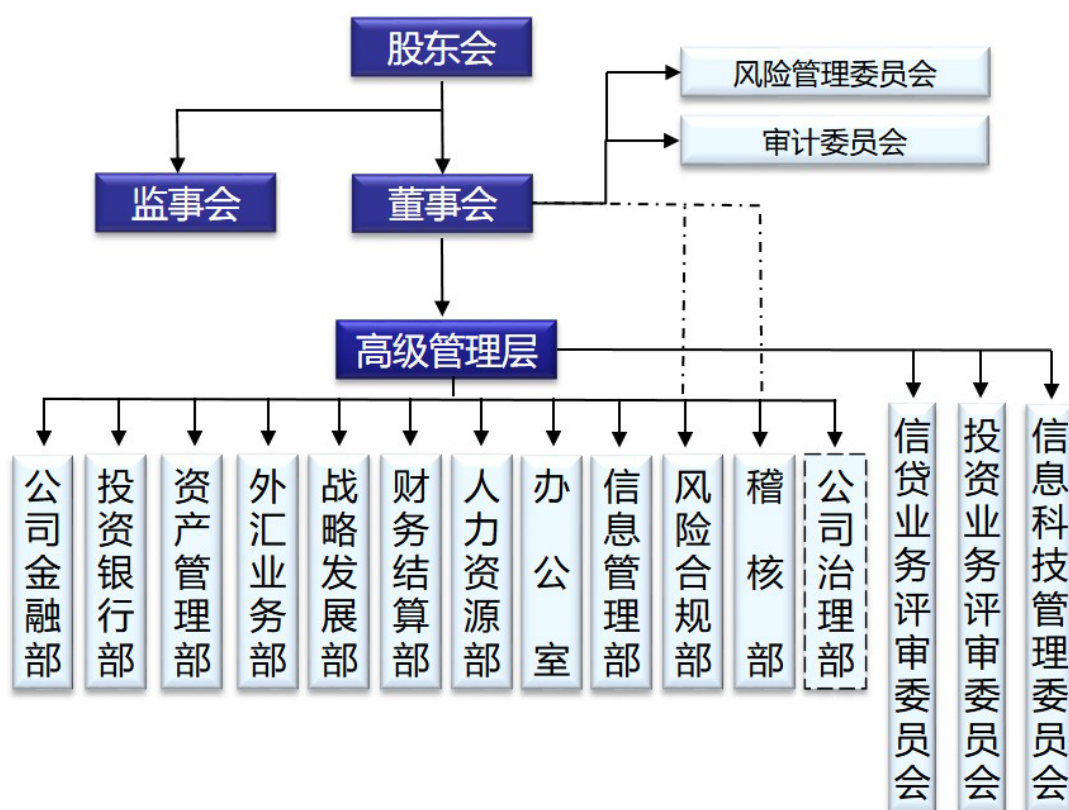 股东会
风险管理委员会
审计委员会
监事会
董事会
高级管理层
公司金融部
投资银行部
资产管理部
外汇业务部
战略发展部
财务结算部
人力资源部
办公室
信息管理部
风险合规部
稽核部
公司治理部
信贷业务评审委员会
投资业务评审委员会
信息科技管理委员会